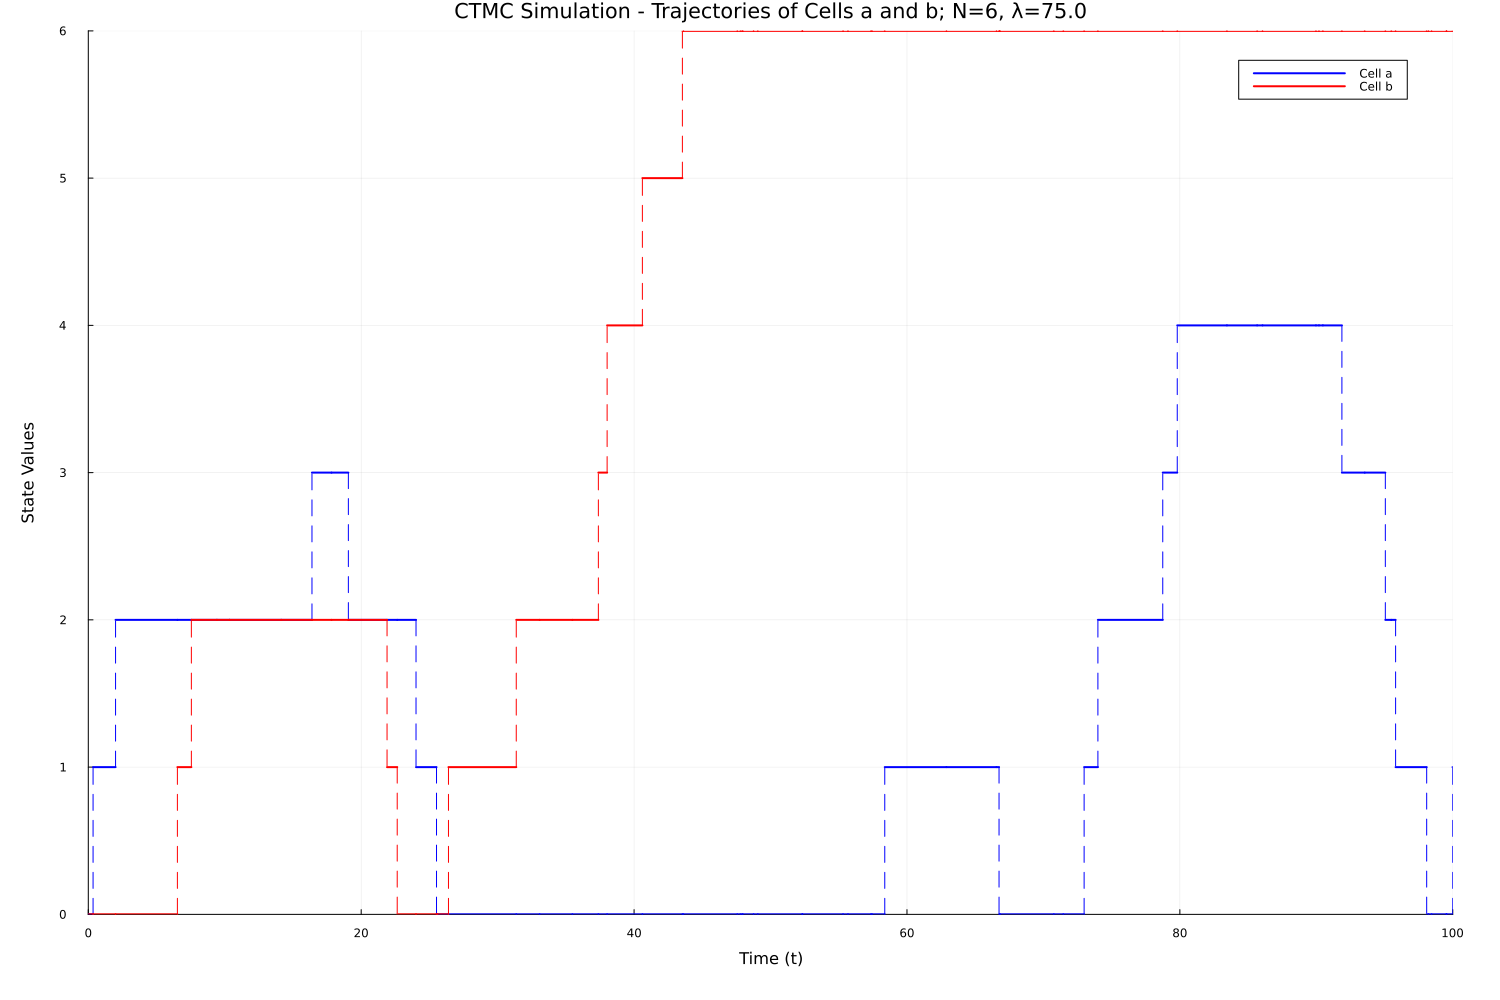 CTMC Simulation - Trajectories of Cells a and b; N=6, λ=75.0
6
5
4
3
2
1
0
State Values
Cell a
Cell b
0 20 40 60 80 100
Time (t)